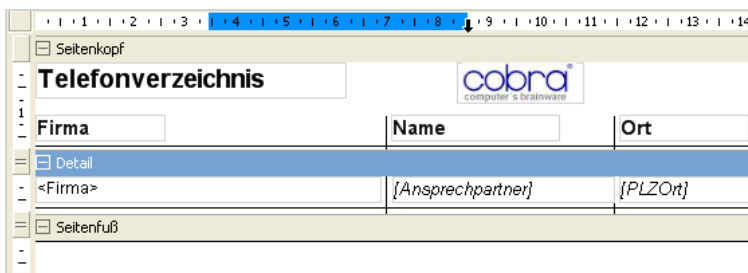 1 2 3 4 5 6 7 8 9 10 11 12 13 14
Seitenkopf
Telefonverzeichnis
cobra
computer's brainware
1
Firma Name Ort
Detail
<Firma> [Ansprechpartner] [PLZOrt]
Seitenfuß